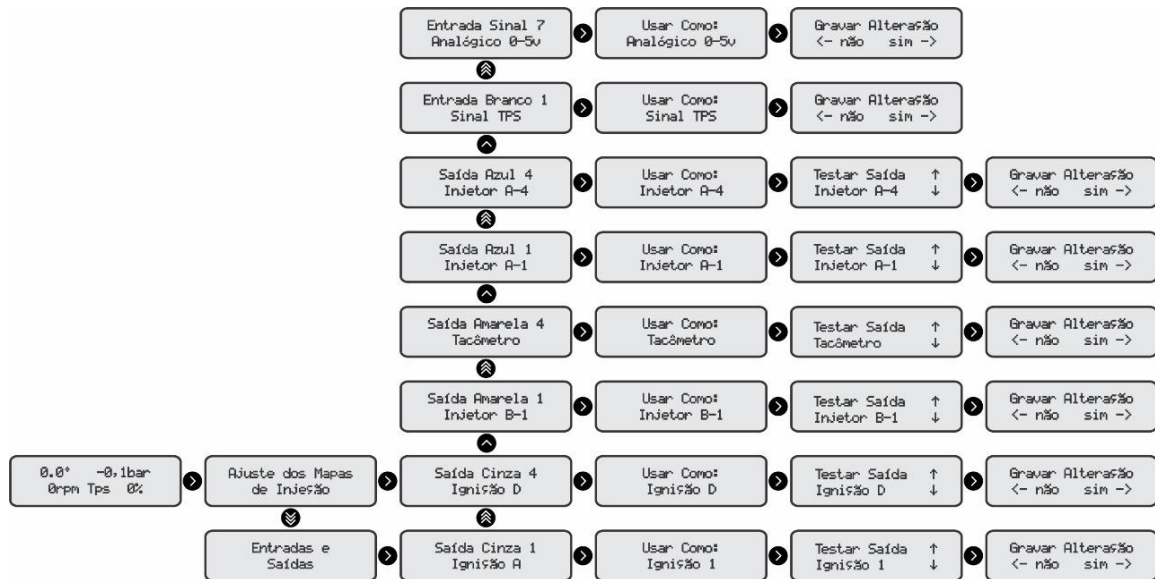 Entrada Sinal 7
Analógico 0-5v
Usar Como:
Analógico 0-5v
Gravar Alteração
<- não sim ->
Entrada Branco 1
Sinal TPS
Usar Como:
Sinal TPS
Gravar Alteração
<- não sim ->
Saída Azul 4
Injetor A-4
Usar Como:
Injetor A-4
Testar Saída ↑
Injetor A-4 ↓
Gravar Alteração
<- não sim ->
Saída Azul 1
Injetor A-1
Usar Como:
Injetor A-1
Testar Saída ↑
Injetor A-1 ↓
Gravar Alteração
<- não sim ->
Saída Amarela 4
Tacômetro
Usar Como:
Tacômetro
Testar Saída ↑
Tacômetro ↓
Gravar Alteração
<- não sim ->
Saída Amarela 1
Injetor B-1
Usar Como:
Injetor B-1
Testar Saída ↑
Injetor B-1 ↓
Gravar Alteração
<- não sim ->
0.0° -0,1bar
0rpm Tps 0%
Ajuste dos Mapas
de Injeção
Saída Cinza 4
Ignição D
Usar Como:
Ignição D
Testar Saída ↑
Ignição D ↓
Gravar Alteração
<- não sim ->
Entradas e
Saídas
Saída Cinza 1
Ignição A
Usar Como:
Ignição 1
Testar Saída ↑
Ignição 1 ↓
Gravar Alteração
<- não sim ->